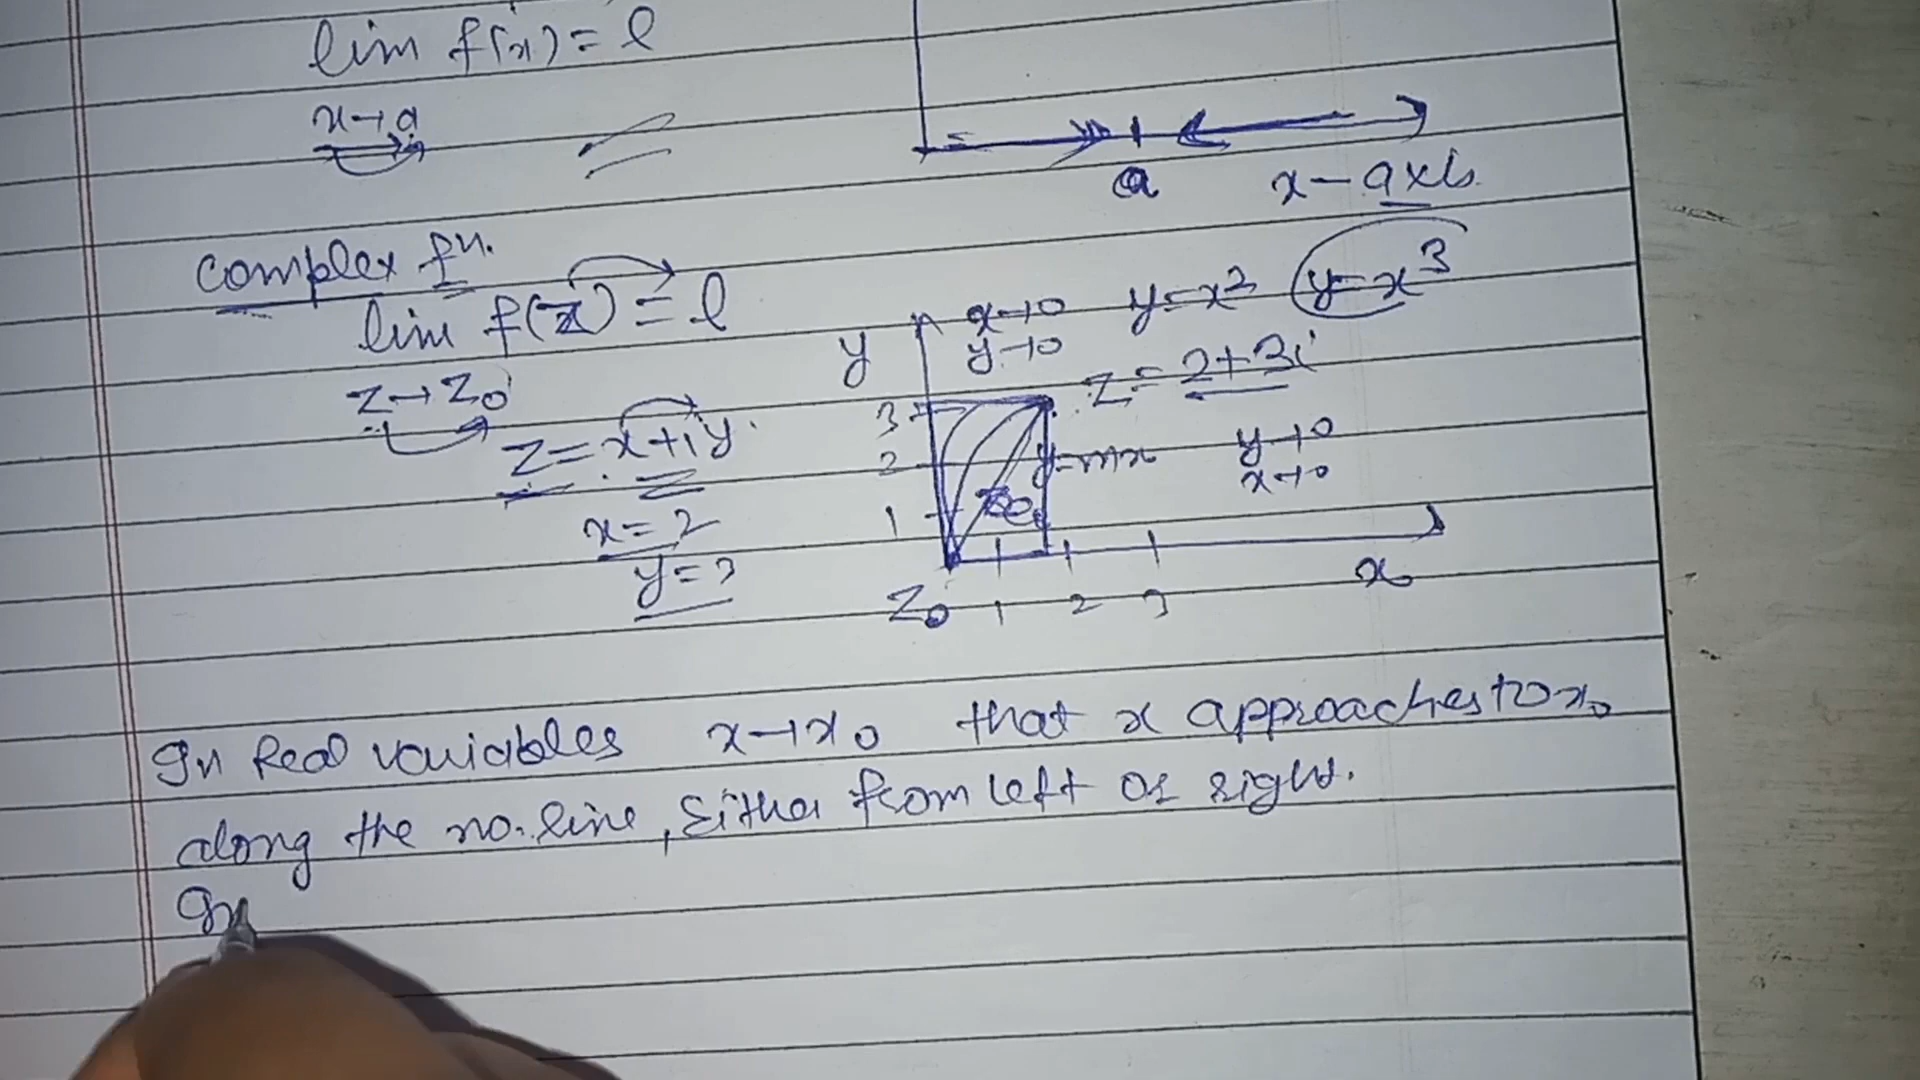 lim f(x) = l
x→a
a x-axis
complex fn.
lim f(z) = l
z→z0
x→0 y=x² y=x³
y y→0
z = 2+3i
z = x+iy
3
2 y=mx y→0
x→0
x=2 1 z0
y=3 x
z0 1 2 3
In Real variables x→x0 that x approaches to x0
along the no. line, Either from left or right.
In